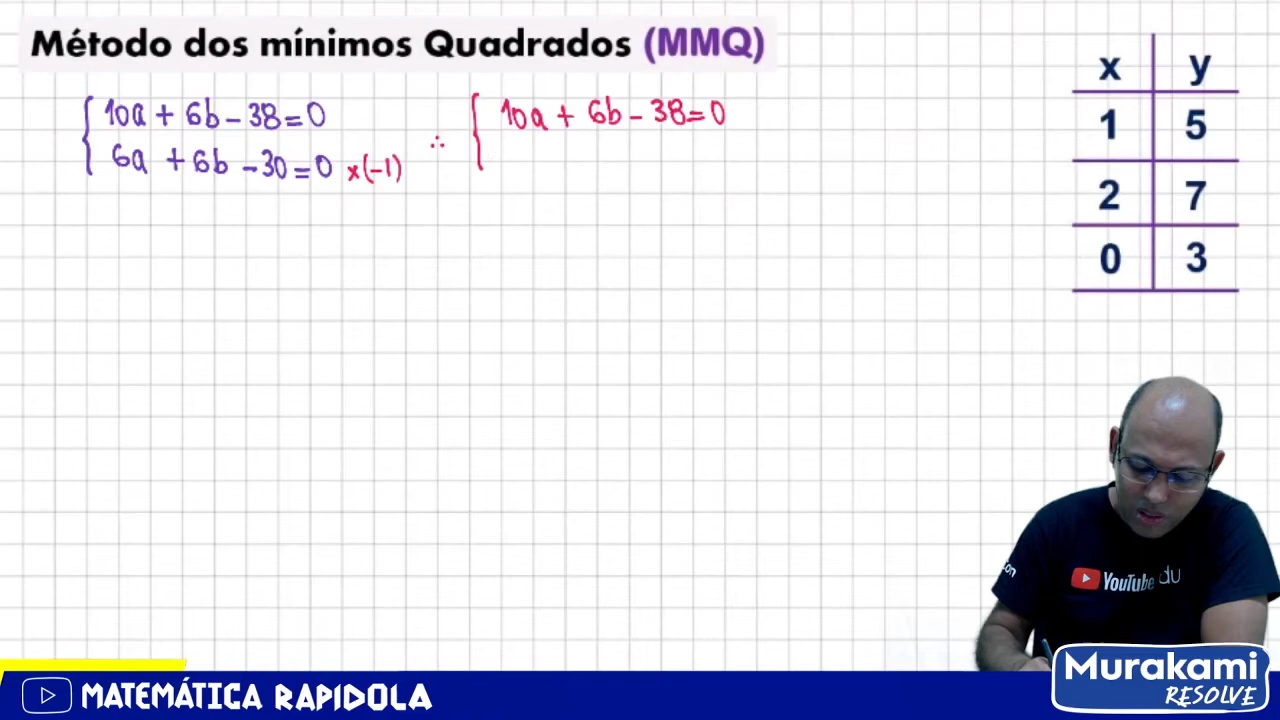 Método dos mínimos Quadrados (MMQ)
10a + 6b - 38 = 0
6a + 6b - 30 = 0 x(-1)
∴
10a + 6b - 38 = 0
x y
1 5
2 7
0 3
YouTube Edu
MATEMÁTICA RAPIDOLA
Murakami
RESOLVE